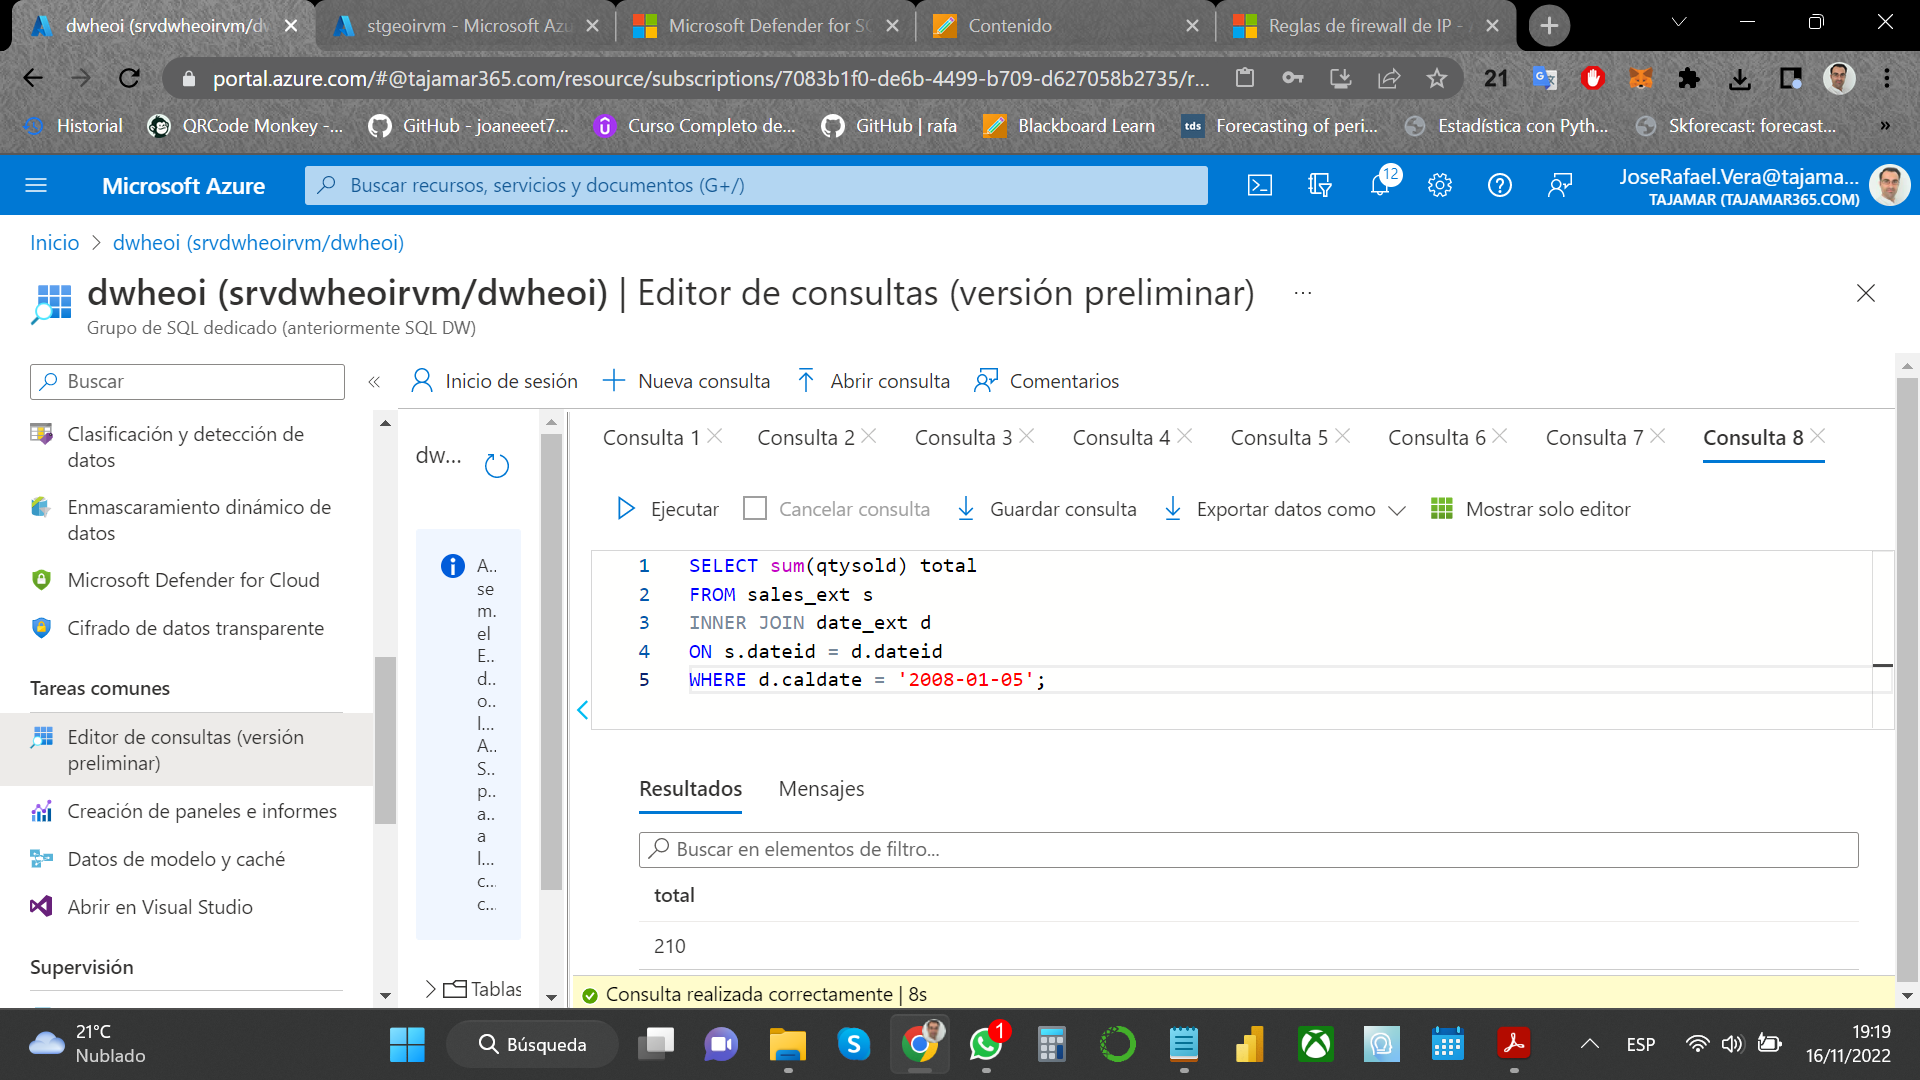 dwheoi (srvdwheoirvm/dw
stgeoirvm - Microsoft Azu
Microsoft Defender for S
Contenido
Reglas de firewall de IP -
portal.azure.com/#@tajamar365.com/resource/subscriptions/7083b1f0-de6b-4499-b709-d627058b2735/r...
21
Historial
QRCode Monkey -...
GitHub - joaneeet7...
Curso Completo de...
GitHub | rafa
Blackboard Learn
tds
Forecasting of peri...
Estadística con Pyth...
Skforecast: forecast...
»
Microsoft Azure
Buscar recursos, servicios y documentos (G+/)
12
JoseRafael.Vera@tajama...
TAJAMAR (TAJAMAR365.COM)
Inicio > dwheoi (srvdwheoirvm/dwheoi)
dwheoi (srvdwheoirvm/dwheoi) | Editor de consultas (versión preliminar) ...
Grupo de SQL dedicado (anteriormente SQL DW)
Buscar
«
Inicio de sesión
Nueva consulta
Abrir consulta
Comentarios
Clasificación y detección de
datos
Enmascaramiento dinámico de
datos
Microsoft Defender for Cloud
Cifrado de datos transparente
Tareas comunes
Editor de consultas (versión
preliminar)
Creación de paneles e informes
Datos de modelo y caché
Abrir en Visual Studio
Supervisión
dw...
A..
se
m.
el
E..
d..
o..
l...
A..
S..
p..
a..
a
l...
c...
c...
Tablas
Consulta 1
Consulta 2
Consulta 3
Consulta 4
Consulta 5
Consulta 6
Consulta 7
Consulta 8
Ejecutar
Cancelar consulta
Guardar consulta
Exportar datos como
Mostrar solo editor
1 SELECT sum(qtysold) total
2 FROM sales_ext s
3 INNER JOIN date_ext d
4 ON s.dateid = d.dateid
5 WHERE d.caldate = '2008-01-05';
Resultados
Mensajes
Buscar en elementos de filtro...
total
210
Consulta realizada correctamente | 8s
21°C
Nublado
Búsqueda
1
ESP
19:19
16/11/2022